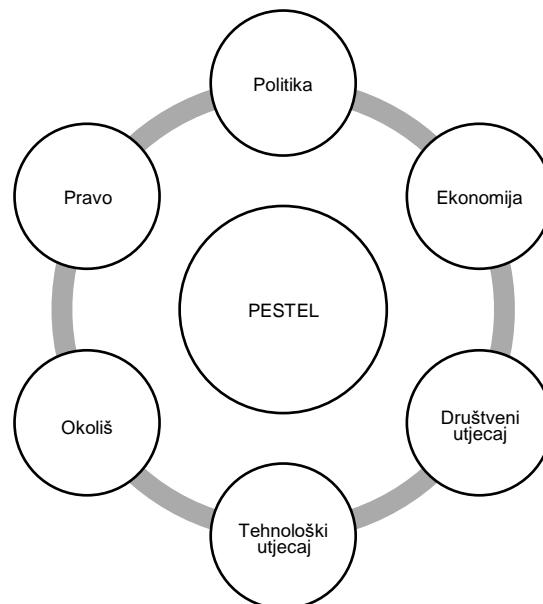 Politika
Pravo
Ekonomija
PESTEL
Okoliš
Društveni
utjecaj
Tehnološki
utjecaj